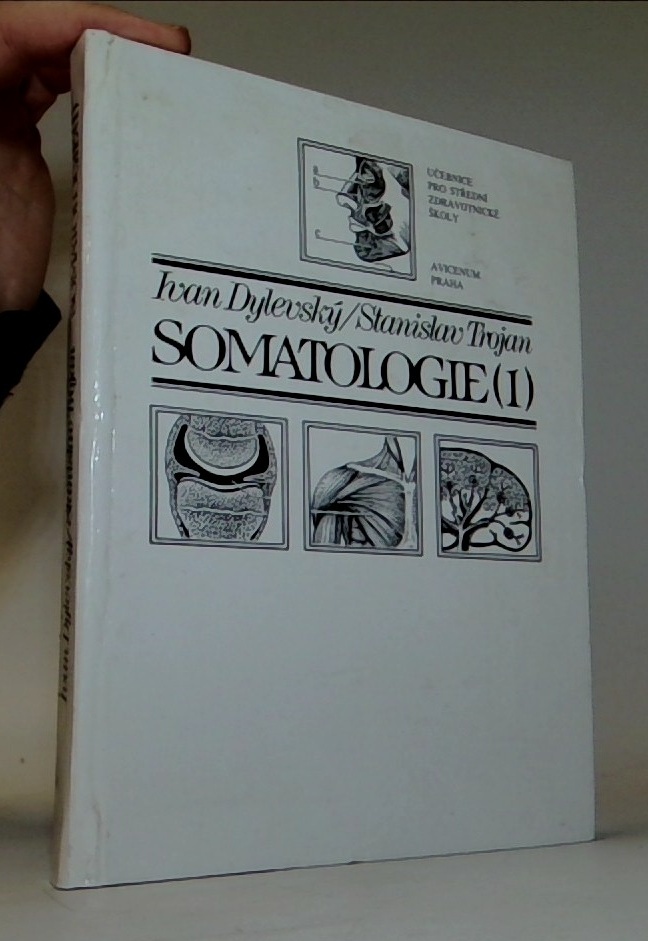 UČEBNICE
PRO STŘEDNÍ
ZDRAVOTNICKÉ
ŠKOLY
AVICENUM
PRAHA
Ivan Dylevský/Stanislav Trojan
SOMATOLOGIE(1)